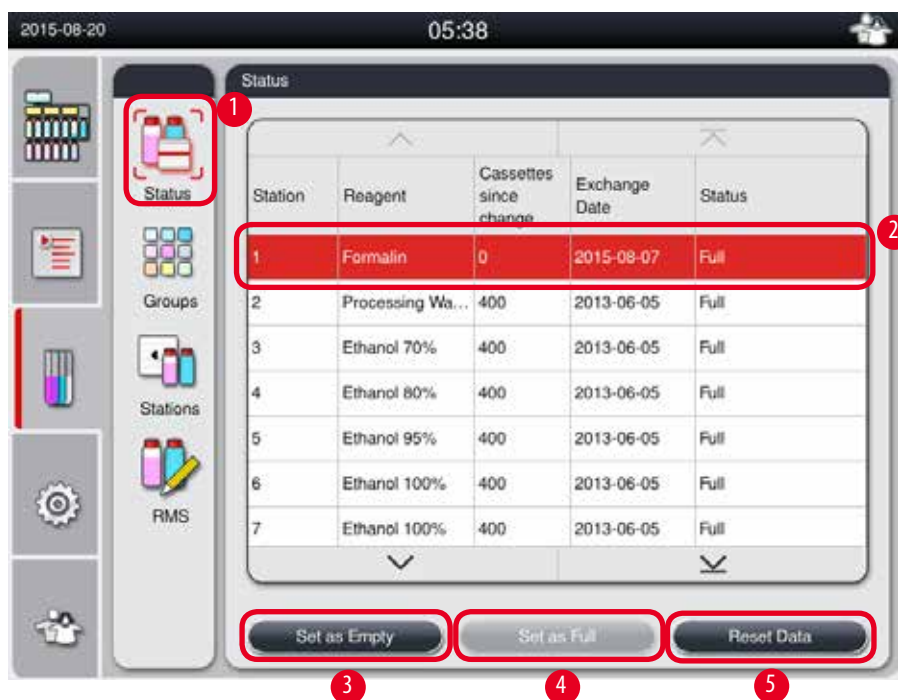 2015-08-20 05:38
Status
1
Status
Groups
Stations
RMS
Station Reagent Cassettes since change Exchange Date Status
2
1 Formalin 0 2015-08-07 Full
2 Processing Wa... 400 2013-06-05 Full
3 Ethanol 70% 400 2013-06-05 Full
4 Ethanol 80% 400 2013-06-05 Full
5 Ethanol 95% 400 2013-06-05 Full
6 Ethanol 100% 400 2013-06-05 Full
7 Ethanol 100% 400 2013-06-05 Full
Set as Empty Set as Full Reset Data
3 4 5